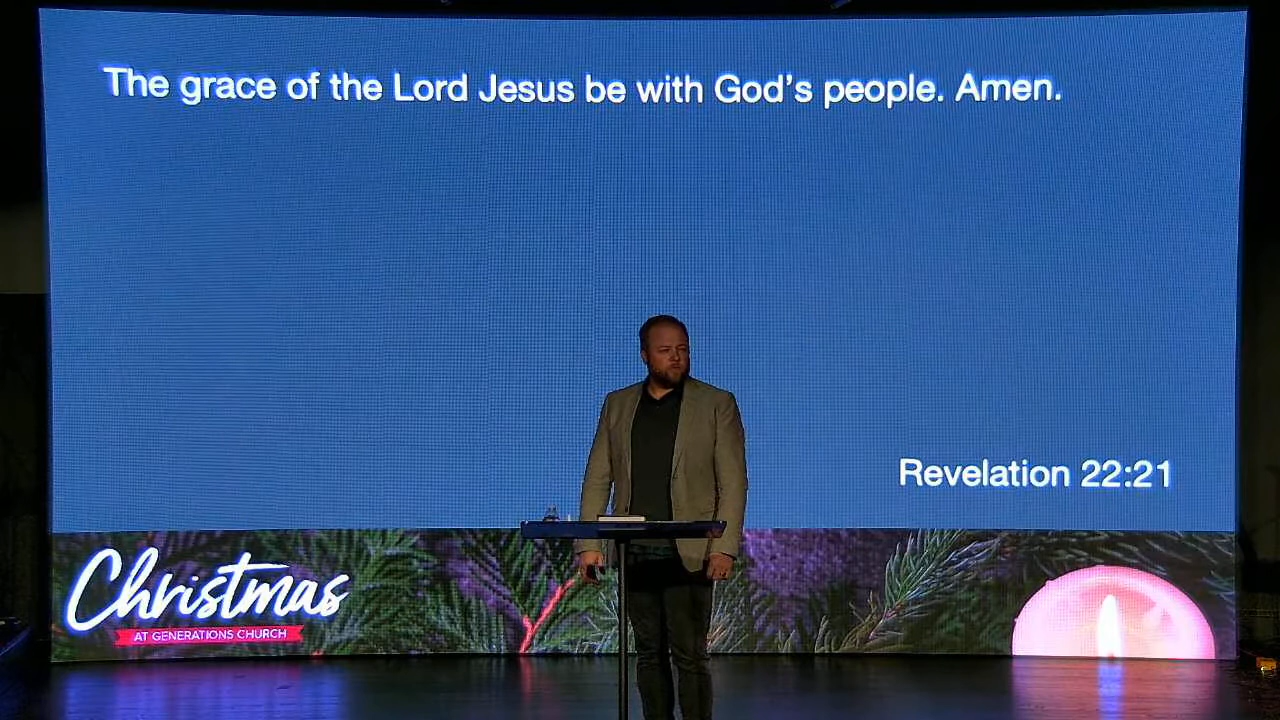 The grace of the Lord Jesus be with God’s people. Amen.
Revelation 22:21
Christmas
AT GENERATIONS CHURCH